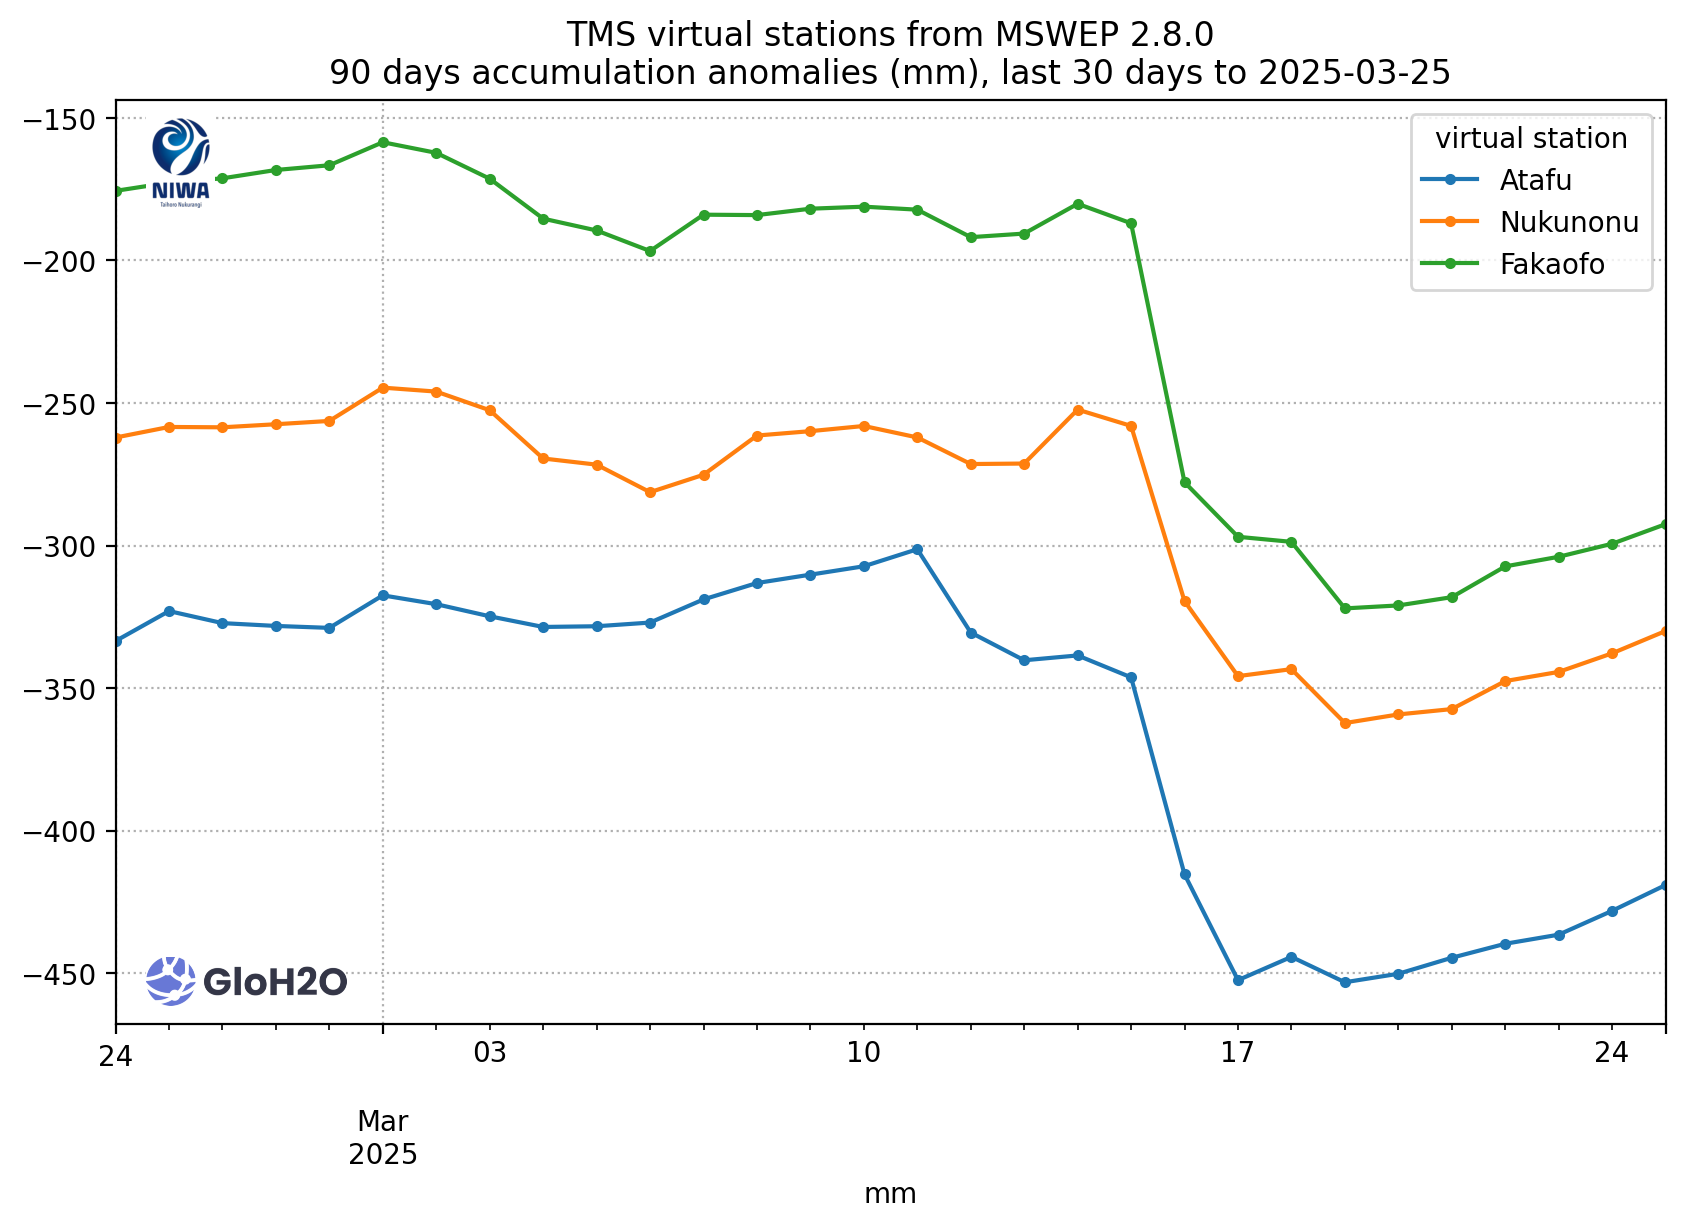 TMS virtual stations from MSWEP 2.8.0
90 days accumulation anomalies (mm), last 30 days to 2025-03-25
−150
−200
−250
−300
−350
−400
−450
NIWA
Taihoro Nukurangi
virtual station
Atafu
Nukunonu
Fakaofo
GloH2O
24
03
10
17
24
Mar
2025
mm